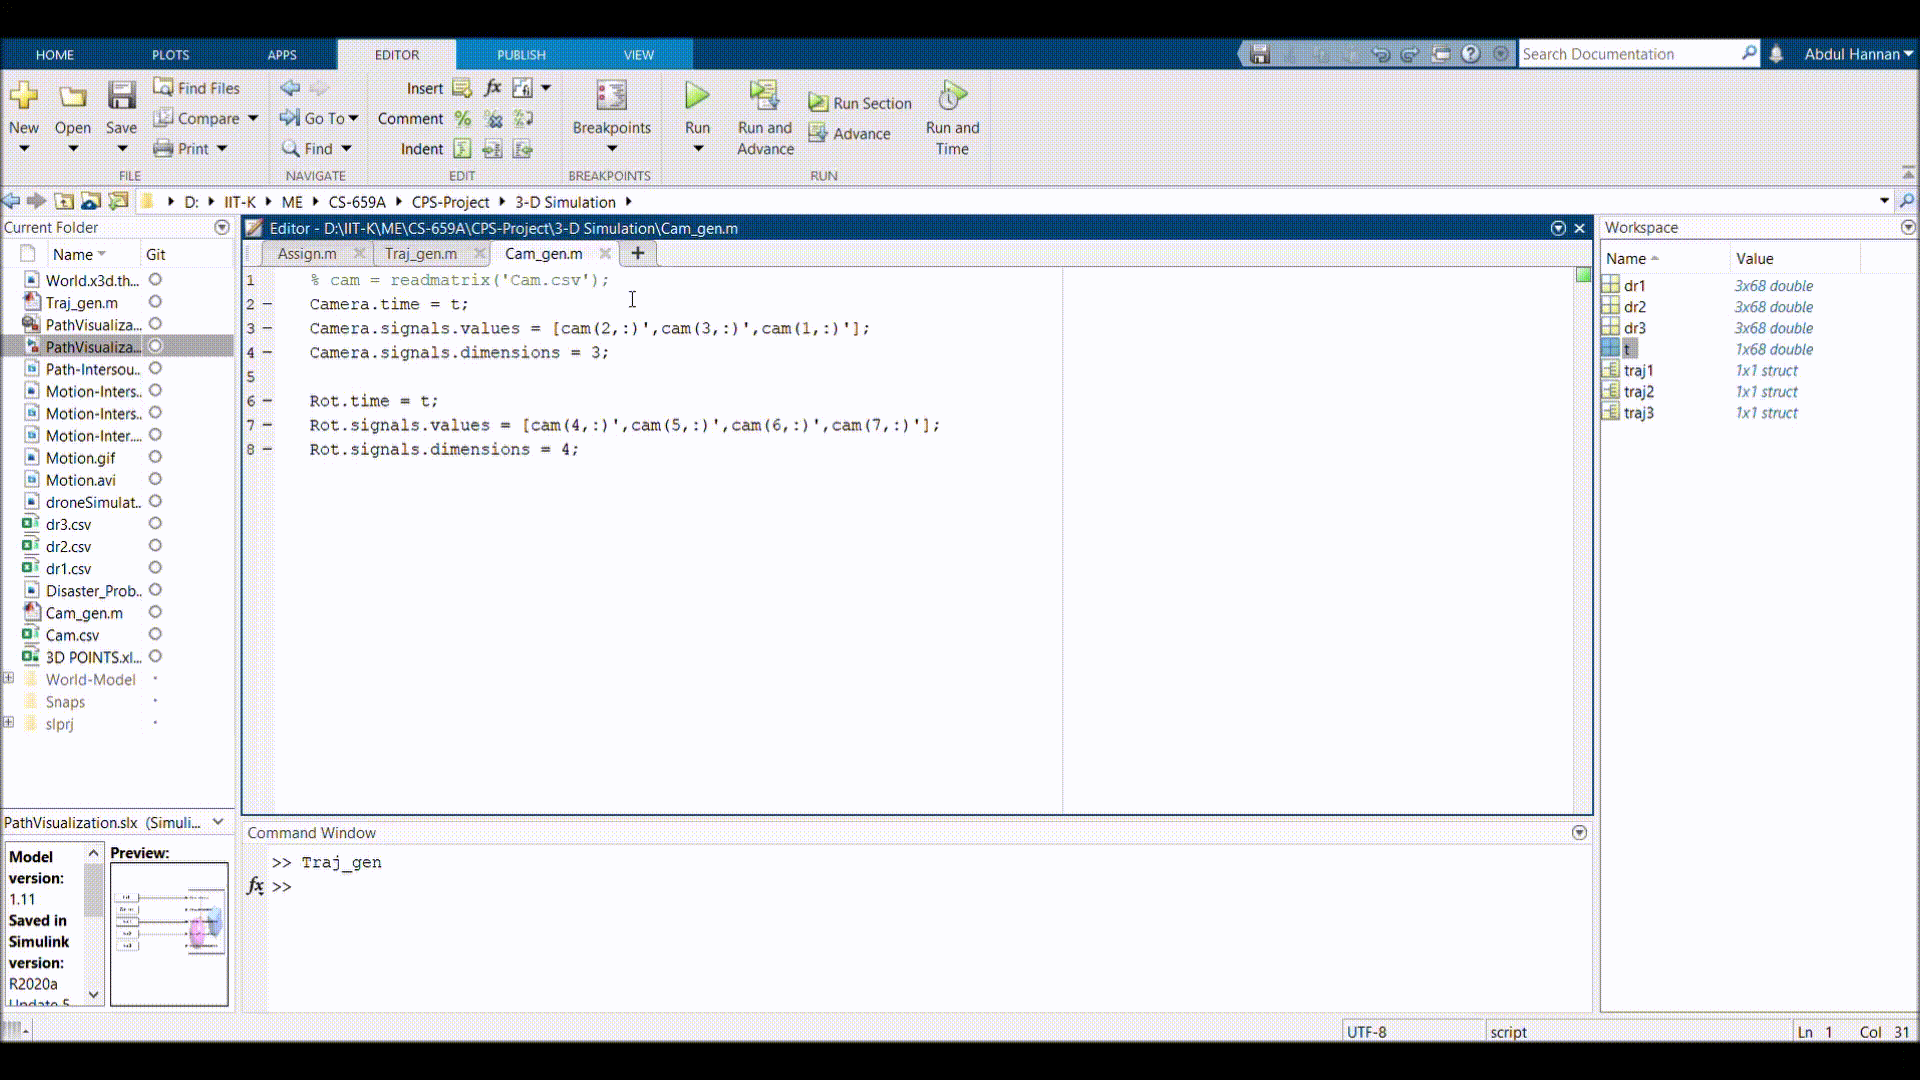 HOME PLOTS APPS EDITOR PUBLISH VIEW
Search Documentation
Abdul Hannan
New
Open
Save
Find Files
Compare
Print
FILE
Go To
Find
NAVIGATE
Insert
Comment
Indent
EDIT
Breakpoints
BREAKPOINTS
Run
Run and
Advance
Run Section
Advance
Run and
Time
RUN
D: IIT-K ME CS-659A CPS-Project 3-D Simulation
Current Folder
Name Git
World.x3d.th...
Traj_gen.m
PathVisualiza...
PathVisualiza...
Path-Intersou...
Motion-Inters...
Motion-Inters...
Motion-Inter....
Motion.gif
Motion.avi
droneSimulat...
dr3.csv
dr2.csv
dr1.csv
Disaster_Prob...
Cam_gen.m
Cam.csv
3D POINTS.xl...
World-Model
Snaps
slprj
PathVisualization.slx (Simuli...
Model
version:
1.11
Saved in
Simulink
version:
R2020a
Update 5
Preview:
Editor - D:\IIT-K\ME\CS-659A\CPS-Project\3-D Simulation\Cam_gen.m
Assign.m Traj_gen.m Cam_gen.m
1 % cam = readmatrix('Cam.csv');
2 Camera.time = t;
3 Camera.signals.values = [cam(2,:)',cam(3,:)',cam(1,:)'];
4 Camera.signals.dimensions = 3;
5
6 Rot.time = t;
7 Rot.signals.values = [cam(4,:)',cam(5,:)',cam(6,:)',cam(7,:)'];
8 Rot.signals.dimensions = 4;
Command Window
>> Traj_gen
fx >>
Workspace
Name Value
dr1 3x68 double
dr2 3x68 double
dr3 3x68 double
t 1x68 double
traj1 1x1 struct
traj2 1x1 struct
traj3 1x1 struct
UTF-8 script Ln 1 Col 31